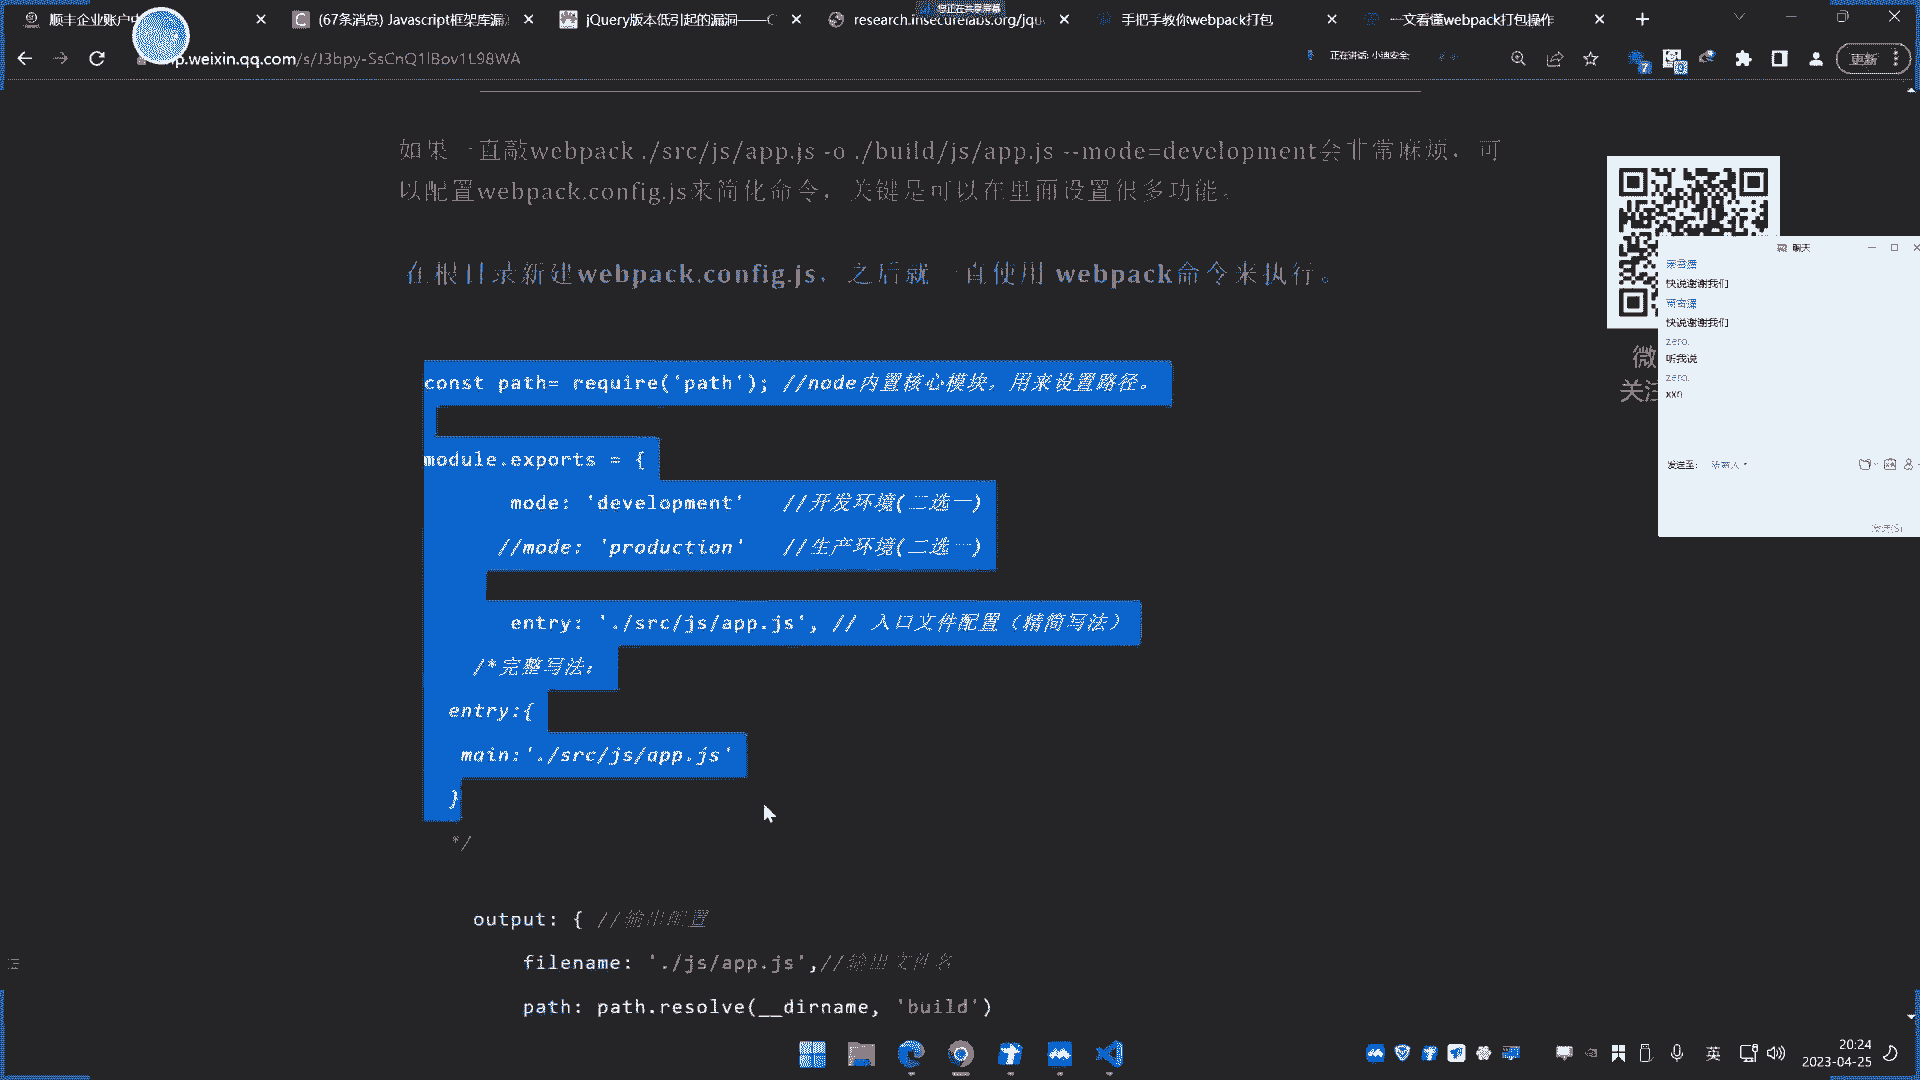 顺丰企业账户
(67条消息) Javascript框架库漏
jQuery版本低引起的漏洞——C
research.insecurelabs.org/jqu
手把手教你webpack打包
一文看懂webpack打包操作
p.weixin.qq.com/s/J3bpy-SsCnQ1lBov1L98WA
正在讲话: 小迪安全;
更新
如果一直敲webpack ./src/js/app.js -o ./build/js/app.js --mode=development会非常麻烦，可
以配置webpack.config.js来简化命令，关键是可以在里面设置很多功能。
在根目录新建webpack.config.js，之后就一直使用 webpack命令来执行。
const path= require('path'); //node内置核心模块，用来设置路径。
module.exports = {
mode: 'development'   //开发环境(二选一)
//mode: 'production'   //生产环境(二选一)
entry: './src/js/app.js', // 入口文件配置（精简写法）
/*完整写法：
entry:{
main:'./src/js/app.js'
}
*/
output: { //输出配置
filename: './js/app.js',//输出文件名
path: path.resolve(__dirname, 'build')
微
关注
聊天
快说谢谢我们
快说谢谢我们
zero.
听我说
zero.
xxn
发送至:
英
20:24
2023-04-25